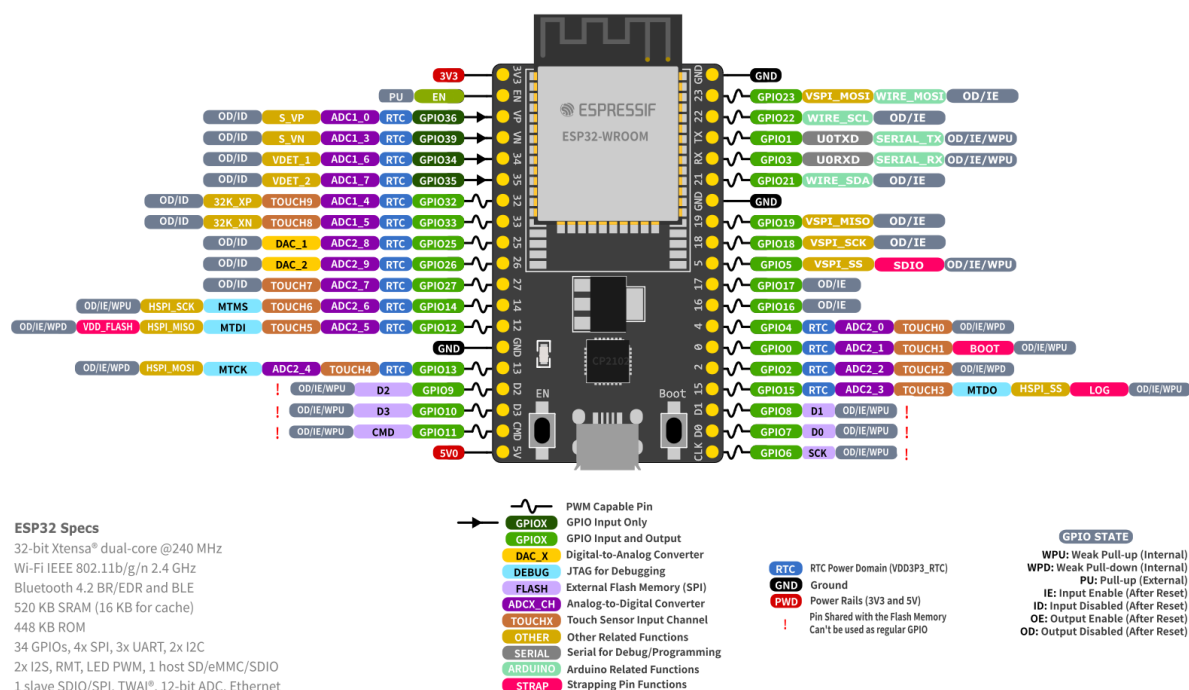 3V3 GND
PU EN 3V3 GND GPIO23 VSPI_MOSI WIRE_MOSI OD/IE
OD/ID S_VP ADC1_0 RTC GPIO36 EN 23 GPIO22 WIRE_SCL OD/IE
OD/ID S_VN ADC1_3 RTC GPIO39 VP 22 GPIO1 U0TXD SERIAL_TX OD/IE/WPU
OD/ID VDET_1 ADC1_6 RTC GPIO34 VN TX GPIO3 U0RXD SERIAL_RX OD/IE/WPU
OD/ID VDET_2 ADC1_7 RTC GPIO35 34 RX GPIO21 WIRE_SDA OD/IE
ESPRESSIF
ESP32-WROOM
OD/ID 32K_XP TOUCH9 ADC1_4 RTC GPIO32 35 21 GND
OD/ID 32K_XN TOUCH8 ADC1_5 RTC GPIO33 32 GND GPIO19 VSPI_MISO OD/IE
OD/ID DAC_1 ADC2_8 RTC GPIO25 33 19 GPIO18 VSPI_SCK OD/IE
OD/ID DAC_2 ADC2_9 RTC GPIO26 25 18 GPIO5 VSPI_SS SDIO OD/IE/WPU
OD/ID TOUCH7 ADC2_7 RTC GPIO27 26 5 GPIO17 OD/IE
OD/IE/WPU HSPI_SCK MTMS TOUCH6 ADC2_6 RTC GPIO14 27 17 GPIO16 OD/IE
OD/IE/WPD VDD_FLASH HSPI_MISO MTDI TOUCH5 ADC2_5 RTC GPIO12 14 16 GPIO4 RTC ADC2_0 TOUCH0 OD/IE/WPD
GND 12 4 GPIO0 RTC ADC2_1 TOUCH1 BOOT OD/IE/WPU
OD/IE/WPD HSPI_MOSI MTCK ADC2_4 TOUCH4 RTC GPIO13 GND 0 GPIO2 RTC ADC2_2 TOUCH2 OD/IE/WPD
! OD/IE/WPU D2 GPIO9 13 2 GPIO15 RTC ADC2_3 TOUCH3 MTDO HSPI_SS LOG OD/IE/WPU
! OD/IE/WPU D3 GPIO10 D2 15 GPIO8 D1 OD/IE/WPU !
! OD/IE/WPU CMD GPIO11 D3 D1 GPIO7 D0 OD/IE/WPU !
5V0 CMD D0 GPIO6 SCK OD/IE/WPU !
5V CLK
EN Boot
ESP32 Specs
32-bit Xtensa® dual-core @240 MHz
Wi-Fi IEEE 802.11b/g/n 2.4 GHz
Bluetooth 4.2 BR/EDR and BLE
520 KB SRAM (16 KB for cache)
448 KB ROM
34 GPIOs, 4x SPI, 3x UART, 2x I2C
2x I2S, RMT, LED PWM, 1 host SD/eMMC/SDIO
1 slave SDIO/SPI, TWAI®, 12-bit ADC, Ethernet
PWM Capable Pin
GPIOX GPIO Input Only
GPIOX GPIO Input and Output
DAC_X Digital-to-Analog Converter
DEBUG JTAG for Debugging
FLASH External Flash Memory (SPI)
ADCX_CH Analog-to-Digital Converter
TOUCHX Touch Sensor Input Channel
OTHER Other Related Functions
SERIAL Serial for Debug/Programming
ARDUINO Arduino Related Functions
STRAP Strapping Pin Functions
RTC RTC Power Domain (VDD3P3_RTC)
GND Ground
PWD Power Rails (3V3 and 5V)
! Pin Shared with the Flash Memory
Can't be used as regular GPIO
GPIO STATE
WPU: Weak Pull-up (Internal)
WPD: Weak Pull-down (Internal)
PU: Pull-up (External)
IE: Input Enable (After Reset)
ID: Input Disabled (After Reset)
OE: Output Enable (After Reset)
OD: Output Disabled (After Reset)